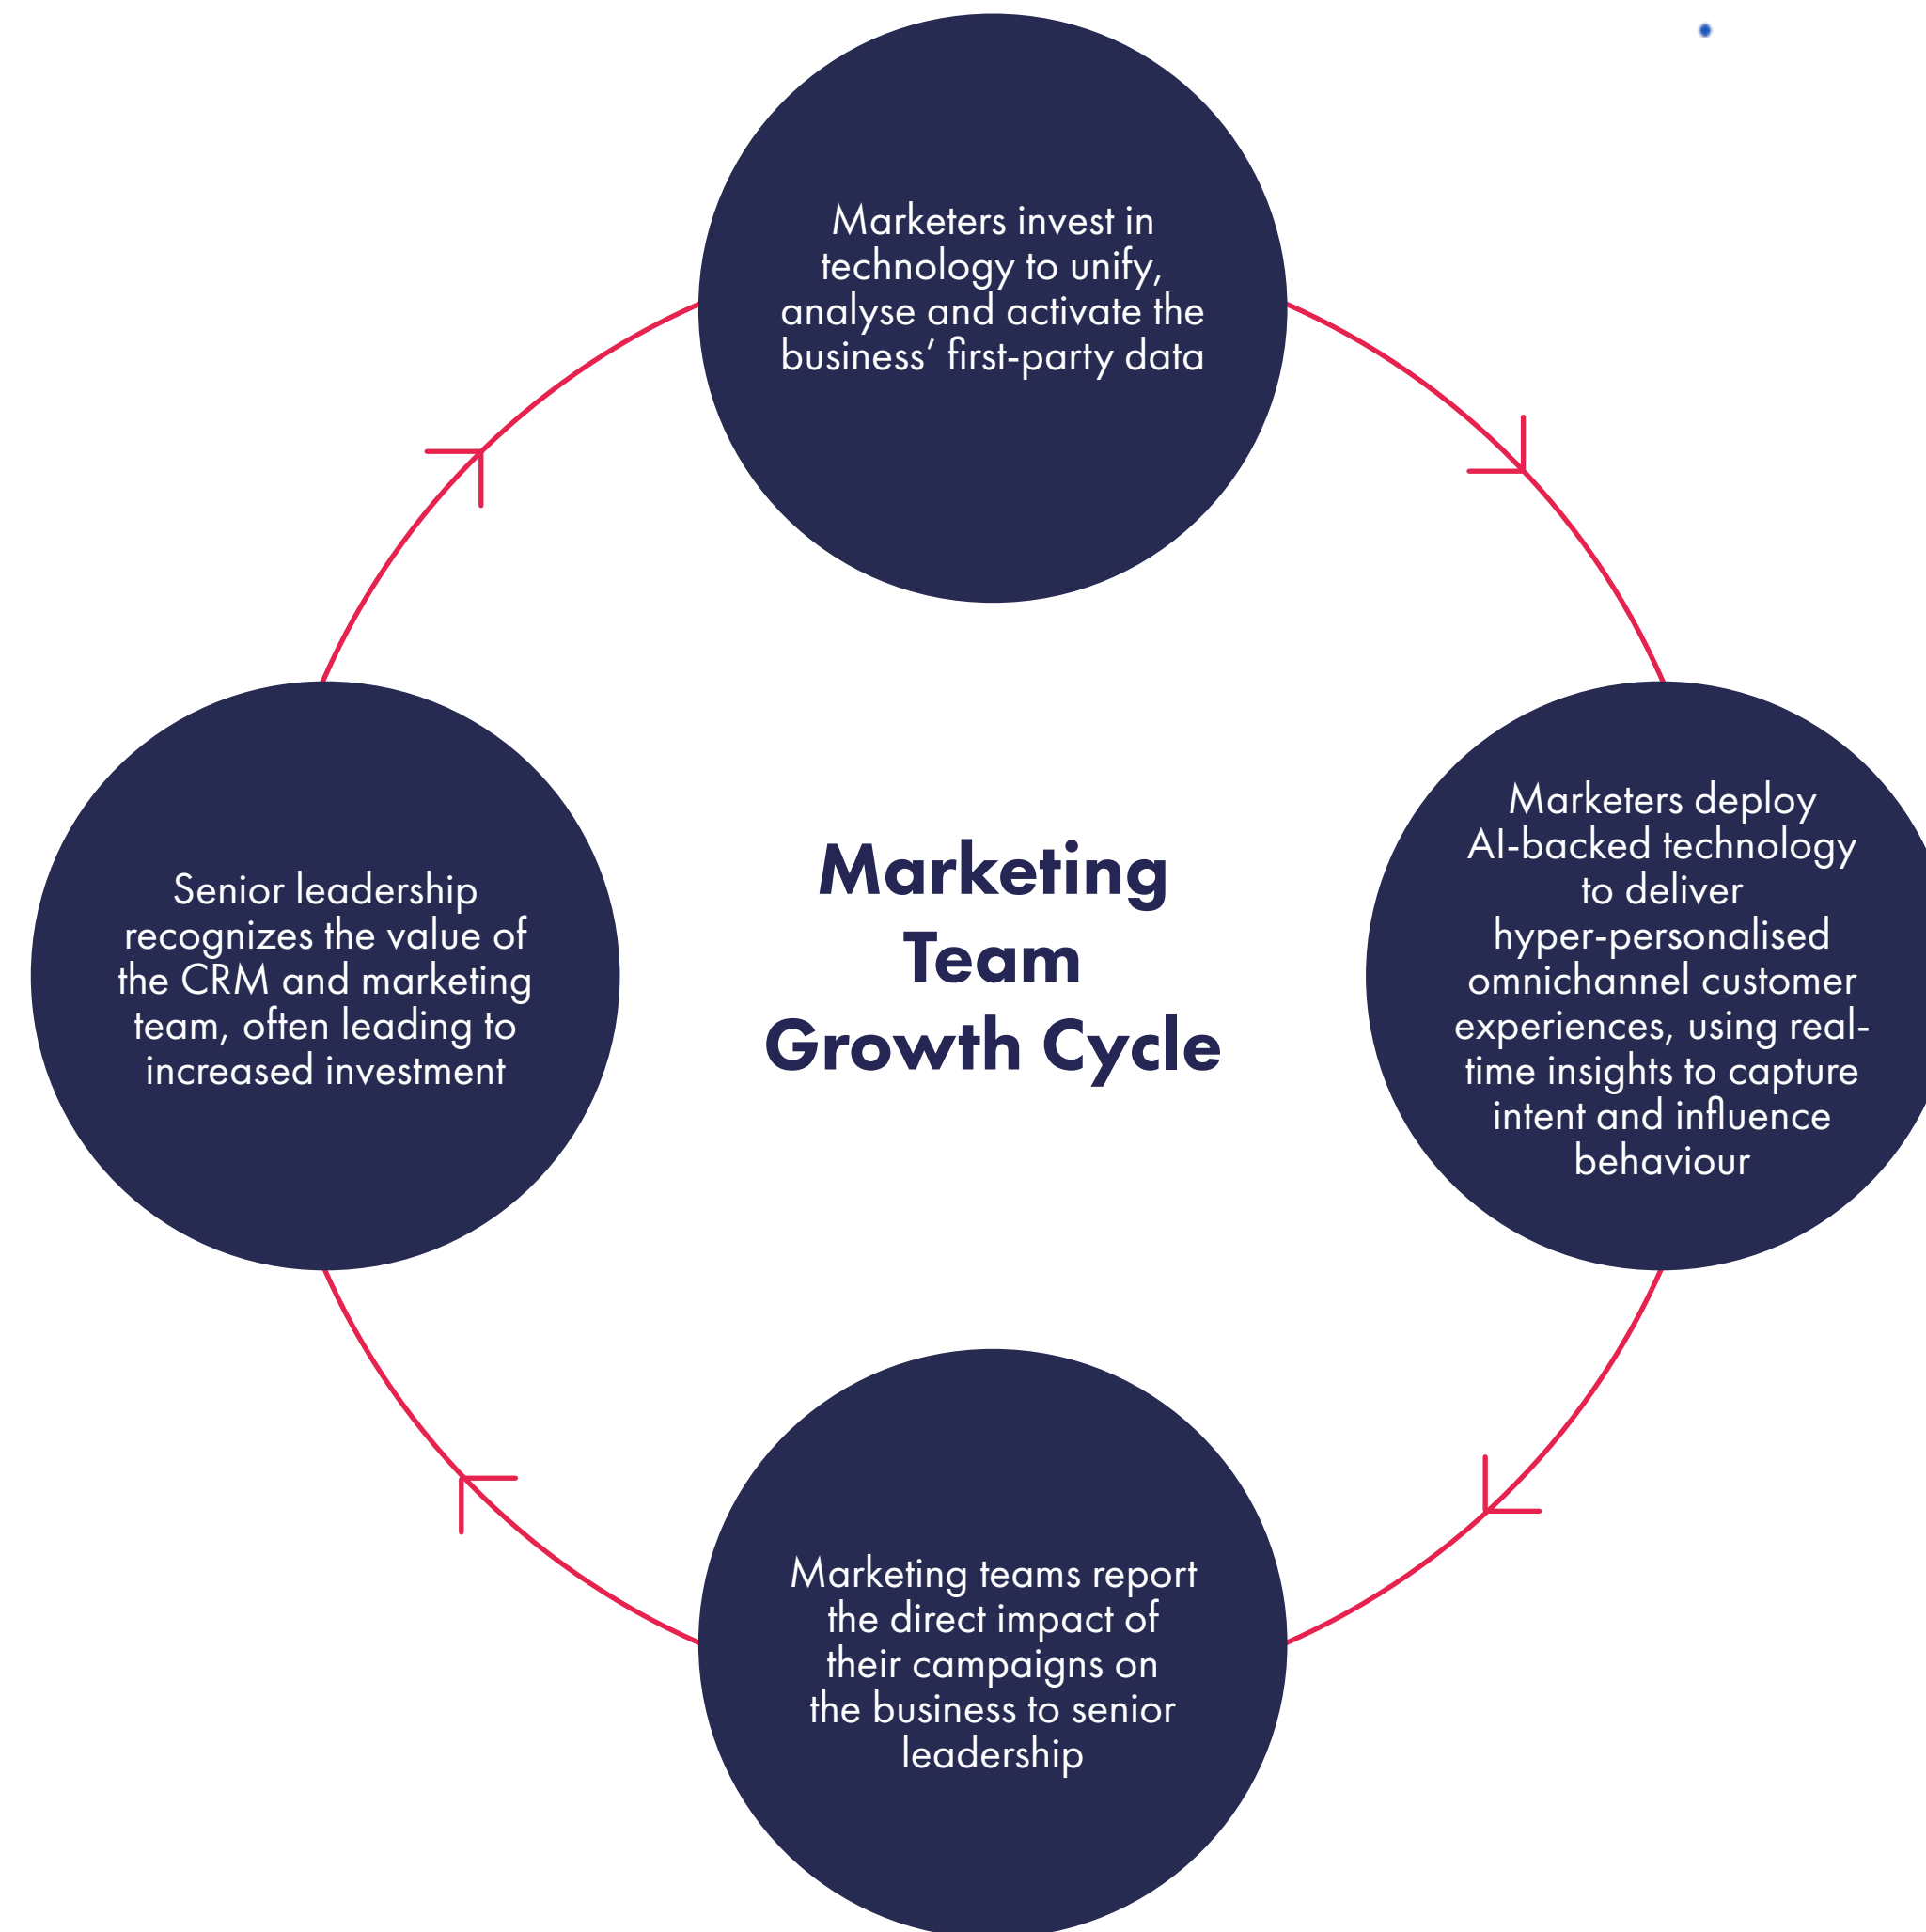 Marketers invest in
technology to unify,
analyse and activate the
business’ first-party data
Marketers deploy
AI-backed technology
to deliver
hyper-personalised
omnichannel customer
experiences, using real-
time insights to capture
intent and influence
behaviour
Marketing teams report
the direct impact of
their campaigns on
the business to senior
leadership
Senior leadership
recognizes the value of
the CRM and marketing
team, often leading to
increased investment
Marketing
Team
Growth Cycle